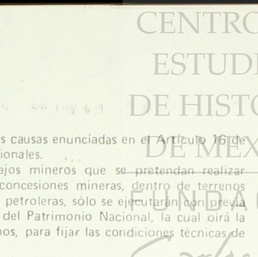 CENTRO
ESTUDI
DE HISTO
DE MÉX
FUNDAC
s causas enunciadas en el Artículo 16 de
ionales.
ajos mineros que se pretendan realizar
concesiones mineras, dentro de terrenos
petroleras, sólo se ejecutarán con previa
del Patrimonio Nacional, la cual oirá la
nos, para fijar las condiciones técnicas de